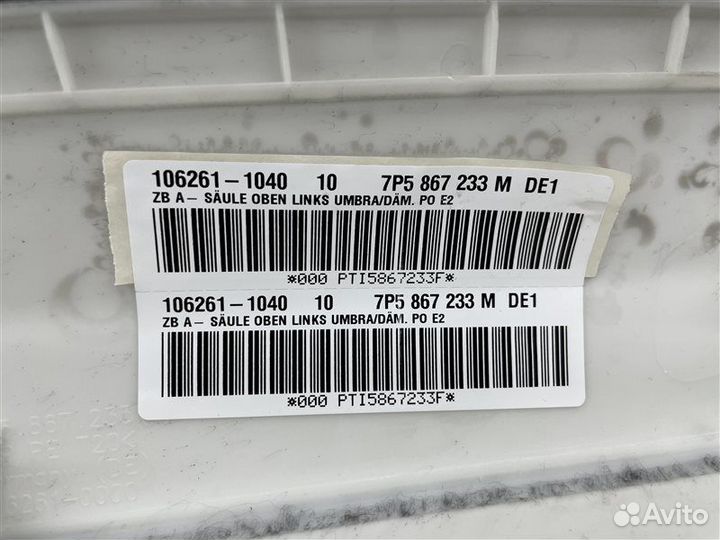 106261-1040 10 7P5 867 233 M DE1
ZB A- SÄULE OBEN LINKS UMBRA/DÄM. PO E2
*000 PTI5867233F*
106261-1040 10 7P5 867 233 M DE1
ZB A- SÄULE OBEN LINKS UMBRA/DÄM. PO E2
*000 PTI5867233F*
Avito